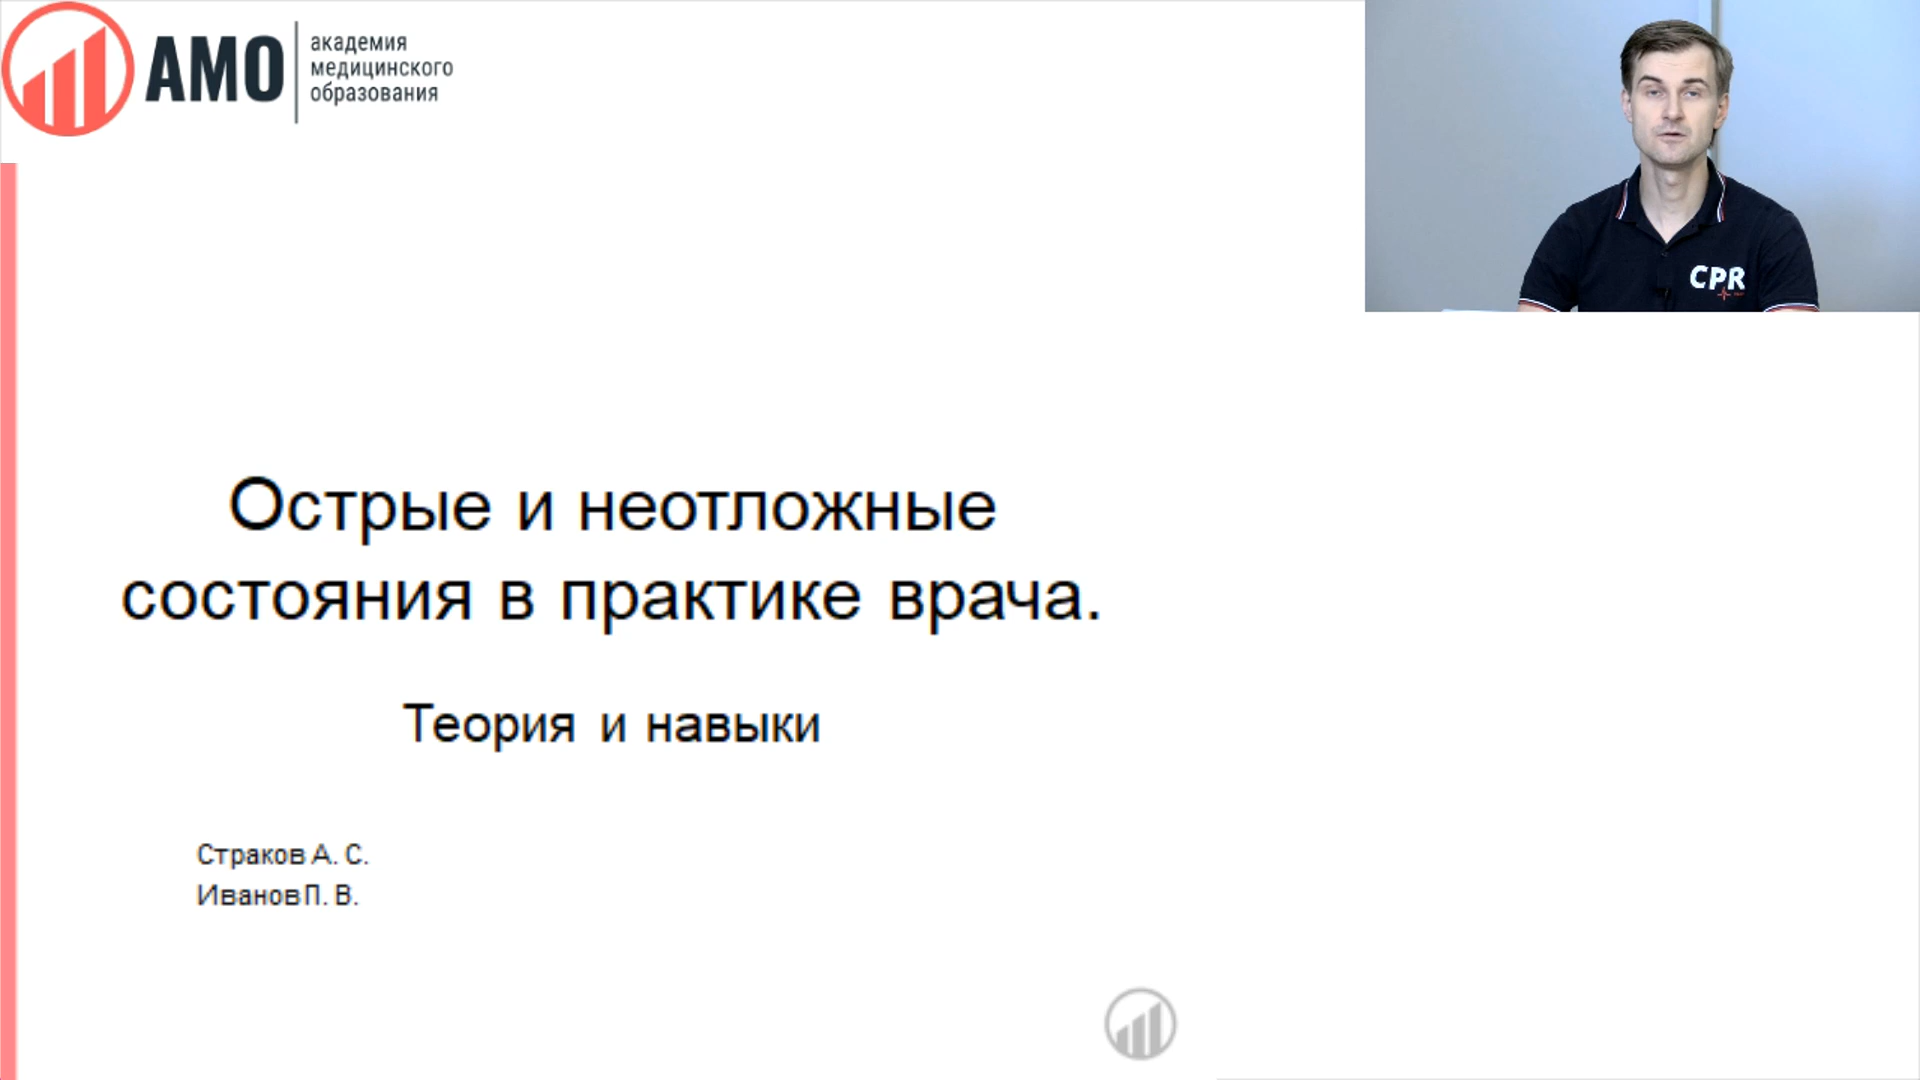 АМО
академия
медицинского
образования
CPR
Острые и неотложные
состояния в практике врача.
Теория и навыки
Страков А. С.
Иванов П. В.